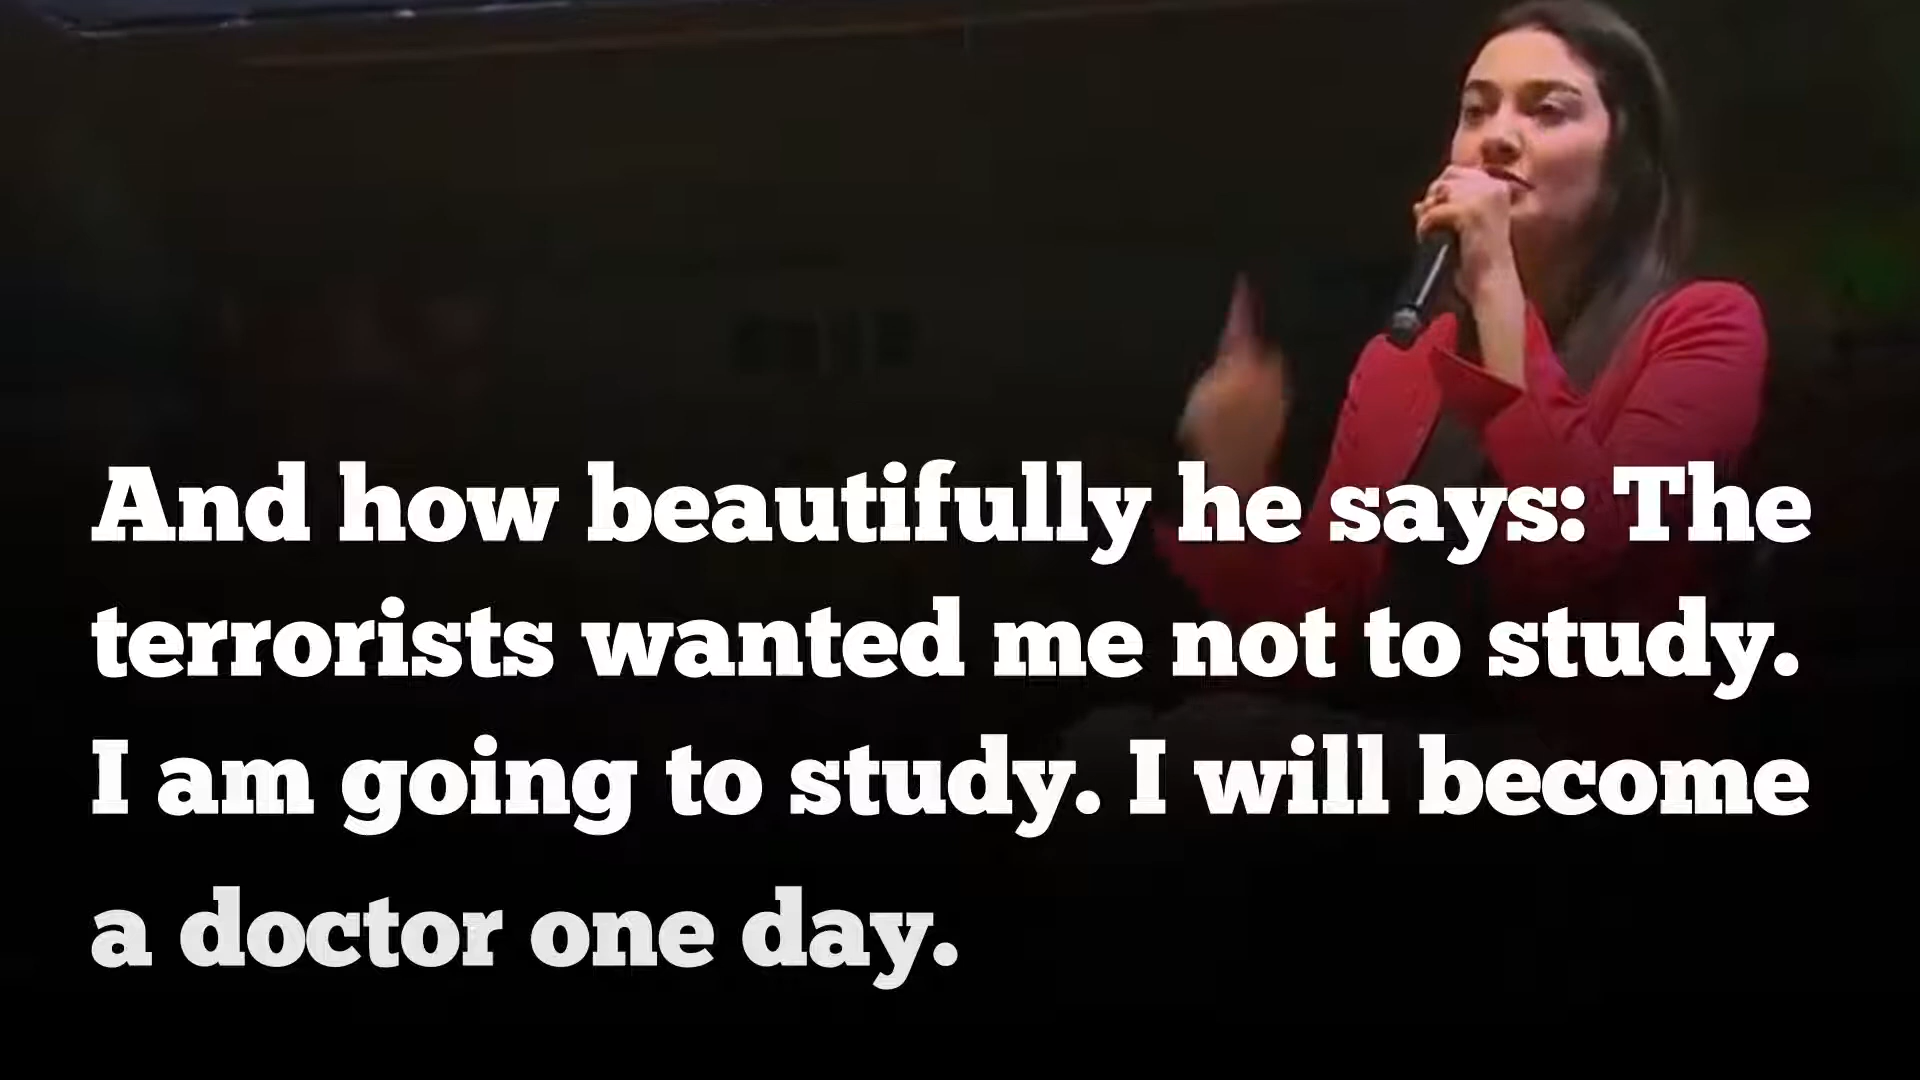 And how beautifully he says: The
terrorists wanted me not to study.
I am going to study. I will become
a doctor one day.